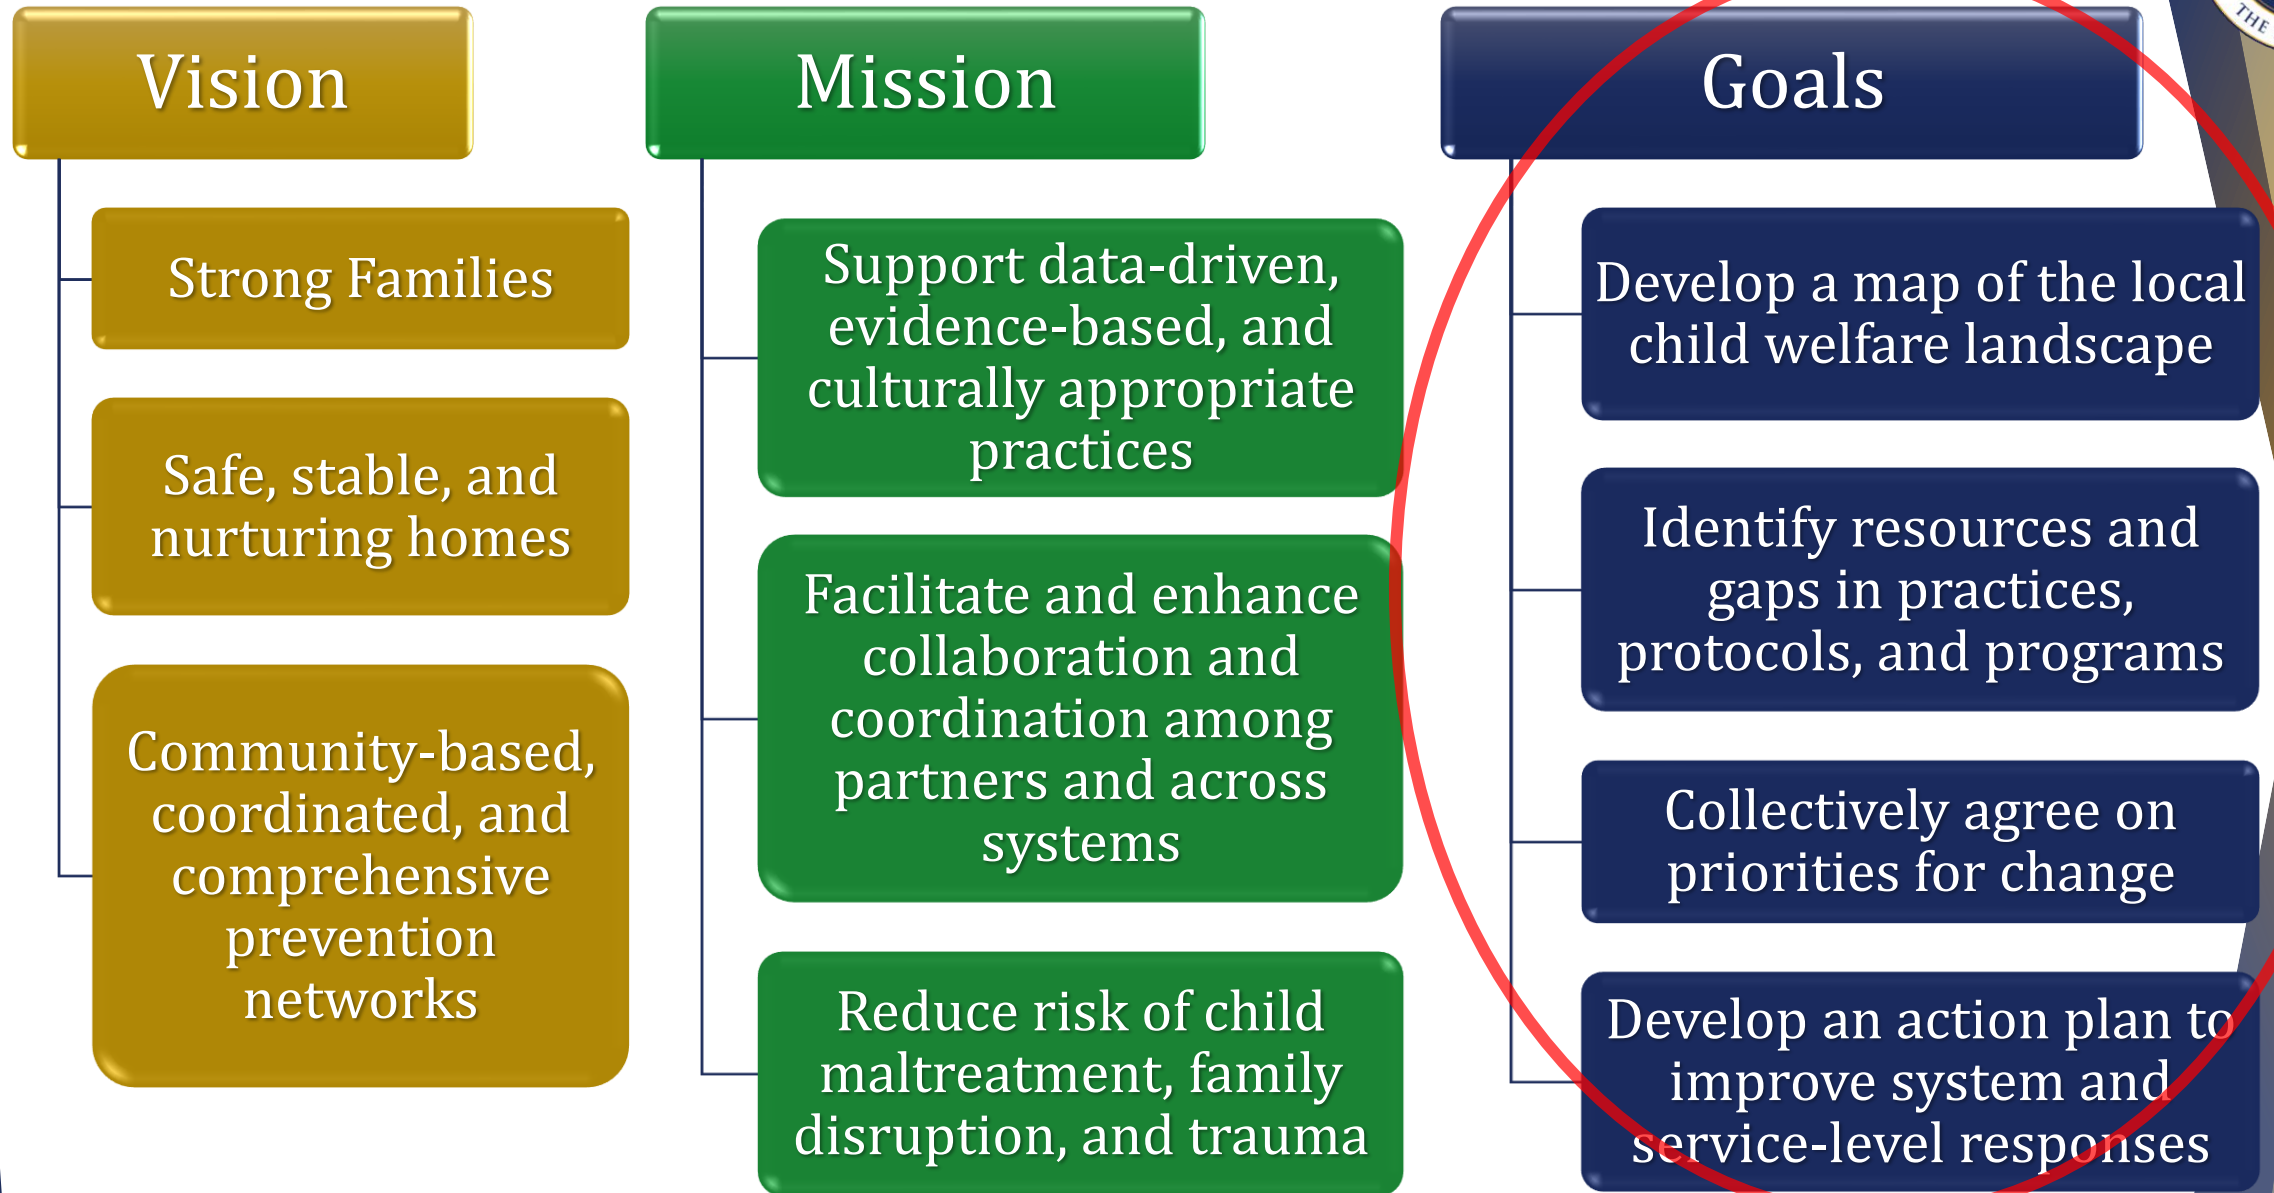 Vision
Strong Families
Safe, stable, and
nurturing homes
Community-based,
coordinated, and
comprehensive
prevention
networks
Mission
Support data-driven,
evidence-based, and
culturally appropriate
practices
Facilitate and enhance
collaboration and
coordination among
partners and across
systems
Reduce risk of child
maltreatment, family
disruption, and trauma
Goals
Develop a map of the local
child welfare landscape
Identify resources and
gaps in practices,
protocols, and programs
Collectively agree on
priorities for change
Develop an action plan to
improve system and
service-level responses
THE